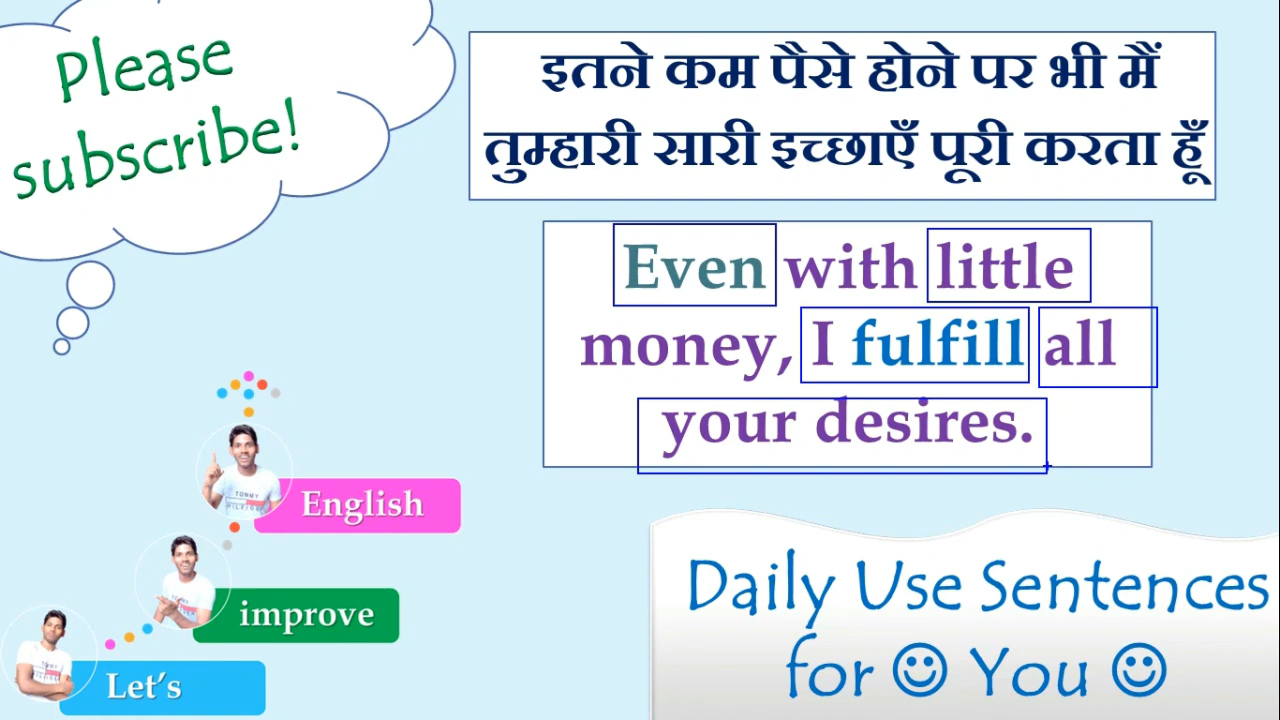 Please
subscribe!
इतने कम पैसे होने पर भी मैं
तुम्हारी सारी इच्छाएँ पूरी करता हूँ
Even with little
money, I fulfill all
your desires.
English
improve
Let's
Daily Use Sentences
for ☺ You ☺